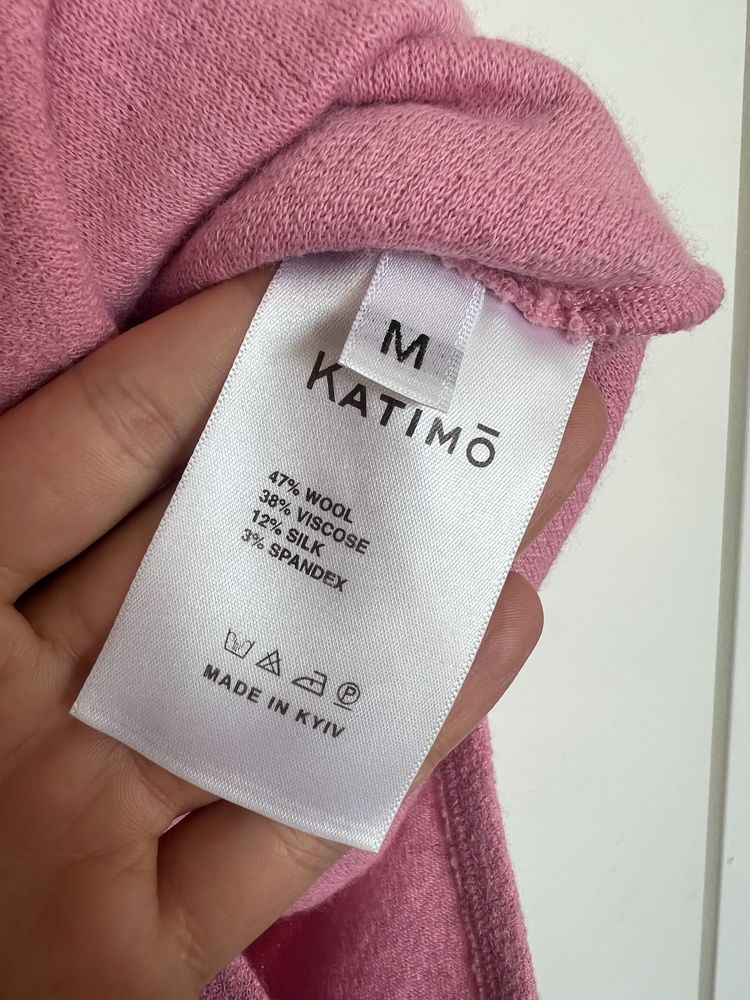 M
KATIMŌ
47% WOOL
38% VISCOSE
12% SILK
3% SPANDEX
P
MADE IN KYIV